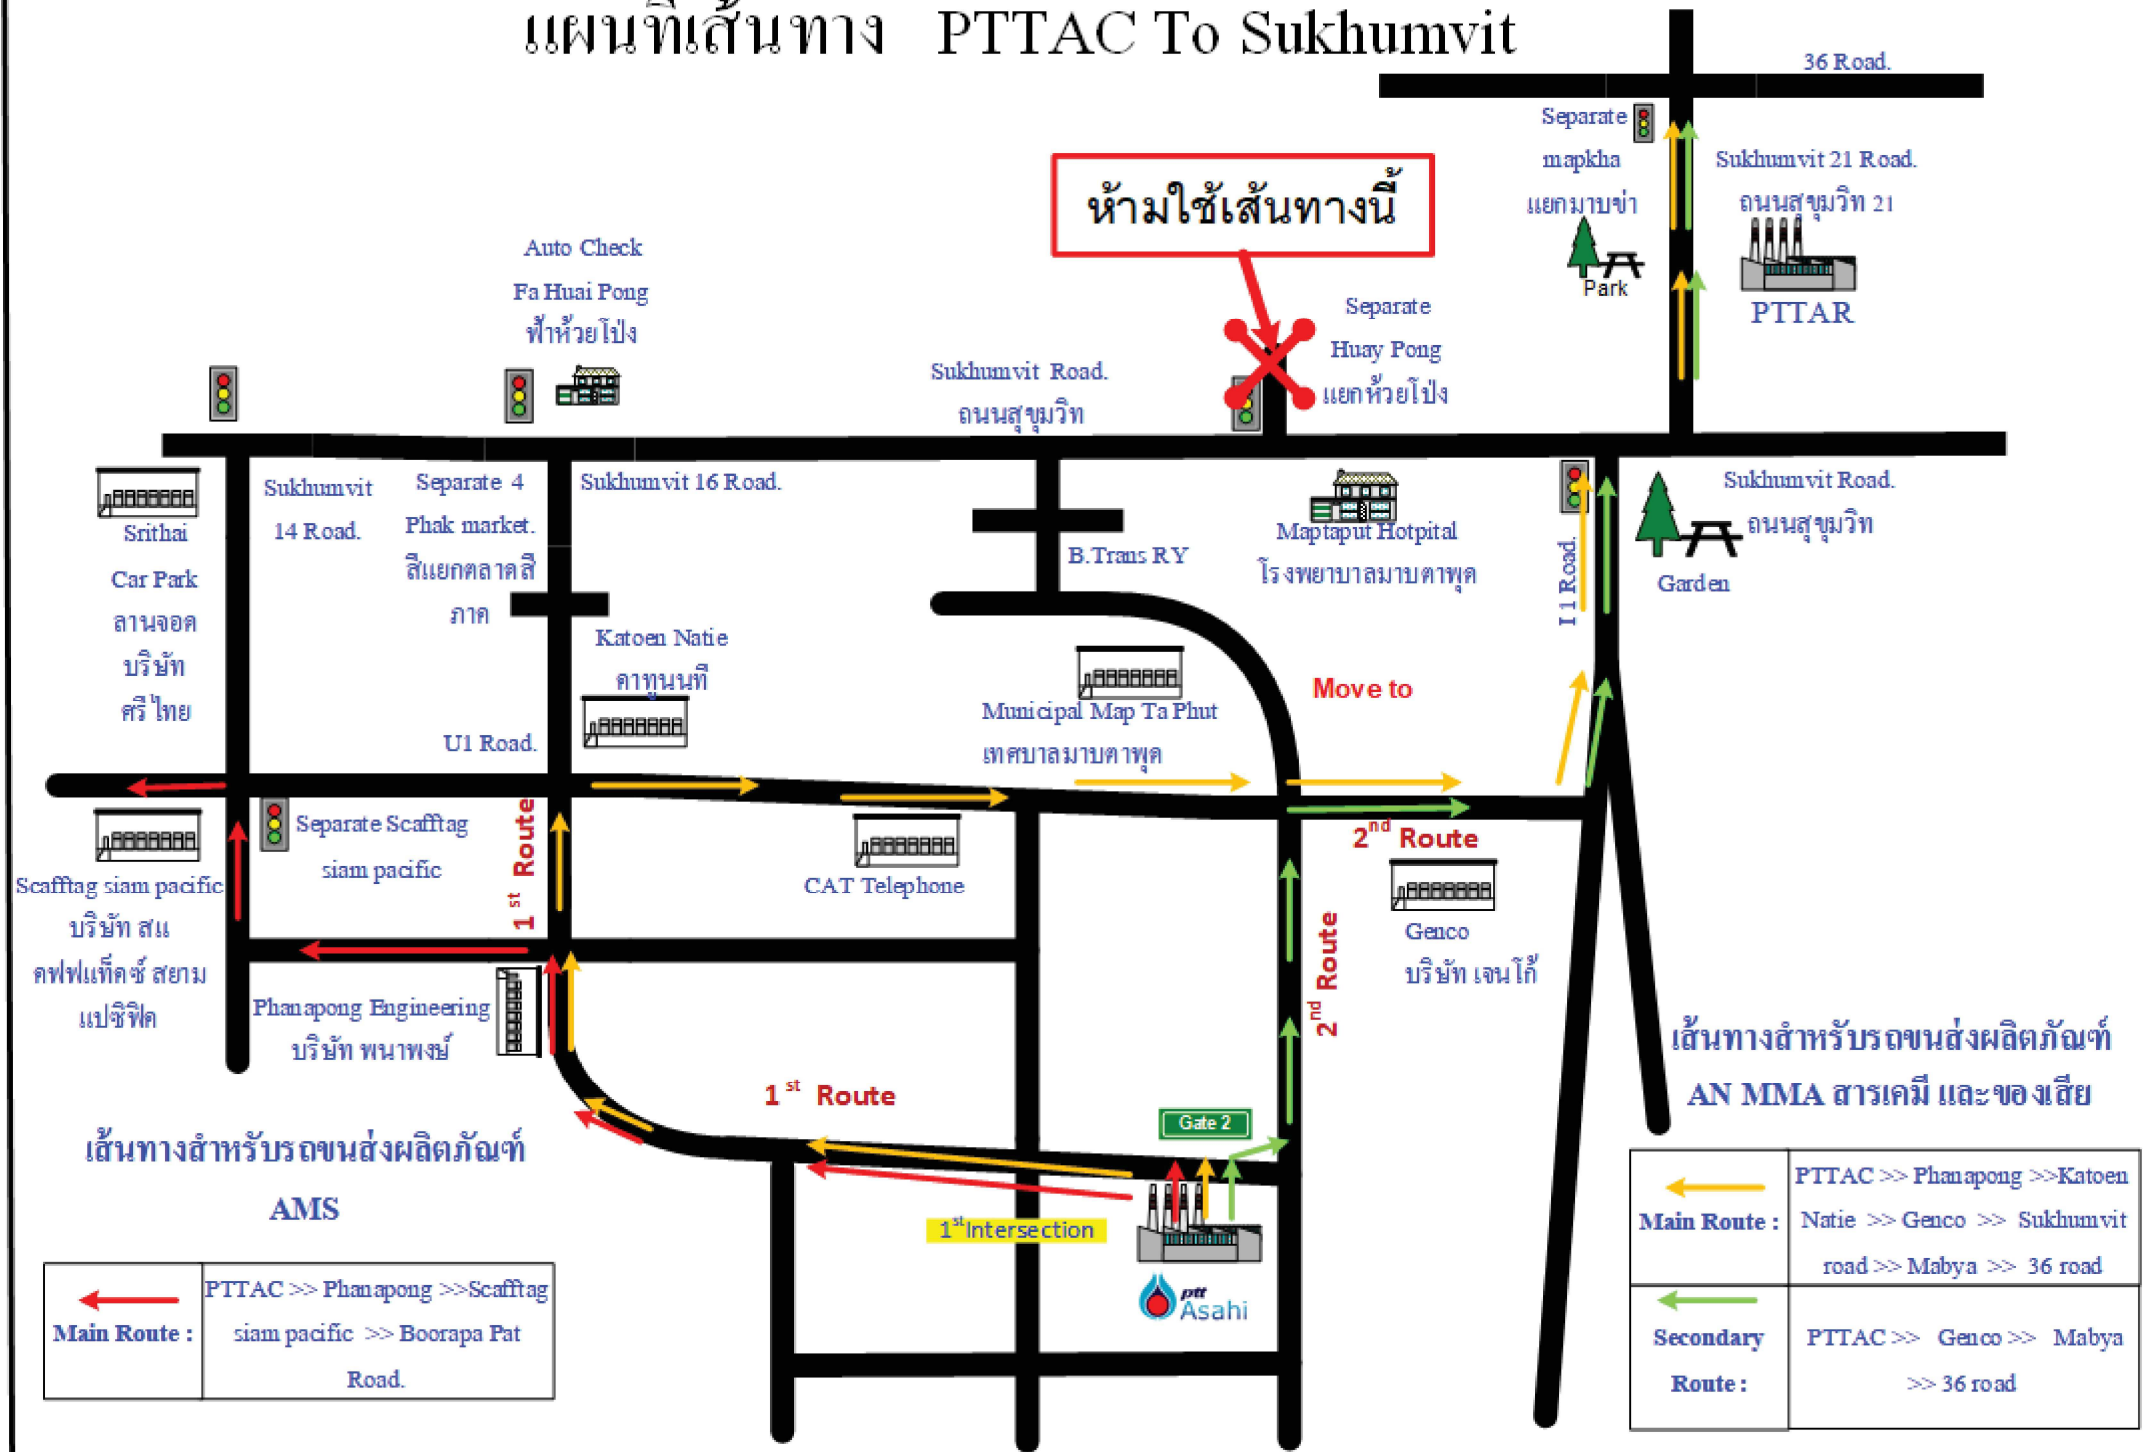 แผนที่เส้นทาง PTTAC To Sukhumvit
36 Road.
Separate
mapkha
แยกมาบข่า
Sukhumvit 21 Road.
ถนนสุขุมวิท 21
Park
PTTAR
ห้ามใช้เส้นทางนี้
Auto Check
Fa Huai Pong
ฟ้าห้วยโป่ง
Sukhumvit Road.
ถนนสุขุมวิท
Separate
Huay Pong
แยกห้วยโป่ง
Srithai
Car Park
ลานจอด
บริษัท
ศรีไทย
Sukhumvit
14 Road.
Separate 4
Phak market.
สี่แยกตลาดสี่
ภาค
Sukhumvit 16 Road.
B.Trans RY
Maptaput Hotpital
โรงพยาบาลมาบตาพุด
I 1 Road.
Sukhumvit Road.
ถนนสุขุมวิท
Garden
Katoen Natie
คาทูนนที
U1 Road.
Municipal Map Ta Phut
เทศบาลมาบตาพุด
Move to
Separate Scafftag
siam pacific
1st Route
CAT Telephone
2nd Route
Scafftag siam pacific
บริษัท สแ
คฟฟแท็คซ์ สยาม
แปซิฟิค
2nd Route
Genco
บริษัท เจนโก้
Phanapong Engineering
บริษัท พนาพงษ์
1st Route
Gate 2
1st Intersection
ptt
Asahi
เส้นทางสำหรับรถขนส่งผลิตภัณฑ์
AMS
Main Route :
PTTAC >> Phanapong >>Scafftag
siam pacific >> Boorapa Pat
Road.
เส้นทางสำหรับรถขนส่งผลิตภัณฑ์
AN MMA สารเคมี และของเสีย
Main Route :
PTTAC >> Phanapong >>Katoen
Natie >> Genco >> Sukhumvit
road >> Mabya >> 36 road
Secondary
Route :
PTTAC >> Genco >> Mabya
>> 36 road